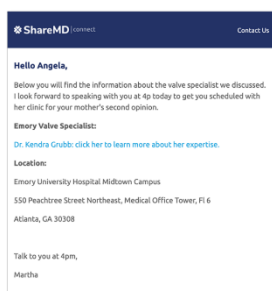 ShareMD connect
Contact Us
Hello Angela,
Below you will find the information about the valve specialist we discussed.
I look forward to speaking with you at 4p today to get you scheduled with
her clinic for your mother's second opinion.
Emory Valve Specialist:
Dr. Kendra Grubb: click her to learn more about her expertise.
Location:
Emory University Hospital Midtown Campus
550 Peachtree Street Northeast, Medical Office Tower, Fl 6
Atlanta, GA 30308
Talk to you at 4pm,
Martha